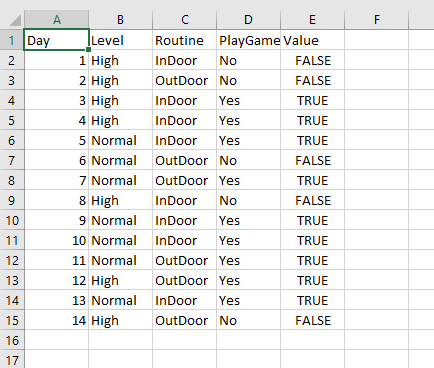 A B C D E F
1 Day Level Routine PlayGame Value
2 1 High InDoor No FALSE
3 2 High OutDoor No FALSE
4 3 High InDoor Yes TRUE
5 4 High InDoor Yes TRUE
6 5 Normal InDoor Yes TRUE
7 6 Normal OutDoor No FALSE
8 7 Normal OutDoor Yes TRUE
9 8 High InDoor No FALSE
10 9 Normal InDoor Yes TRUE
11 10 Normal InDoor Yes TRUE
12 11 Normal OutDoor Yes TRUE
13 12 High OutDoor Yes TRUE
14 13 Normal InDoor Yes TRUE
15 14 High OutDoor No FALSE
16
17